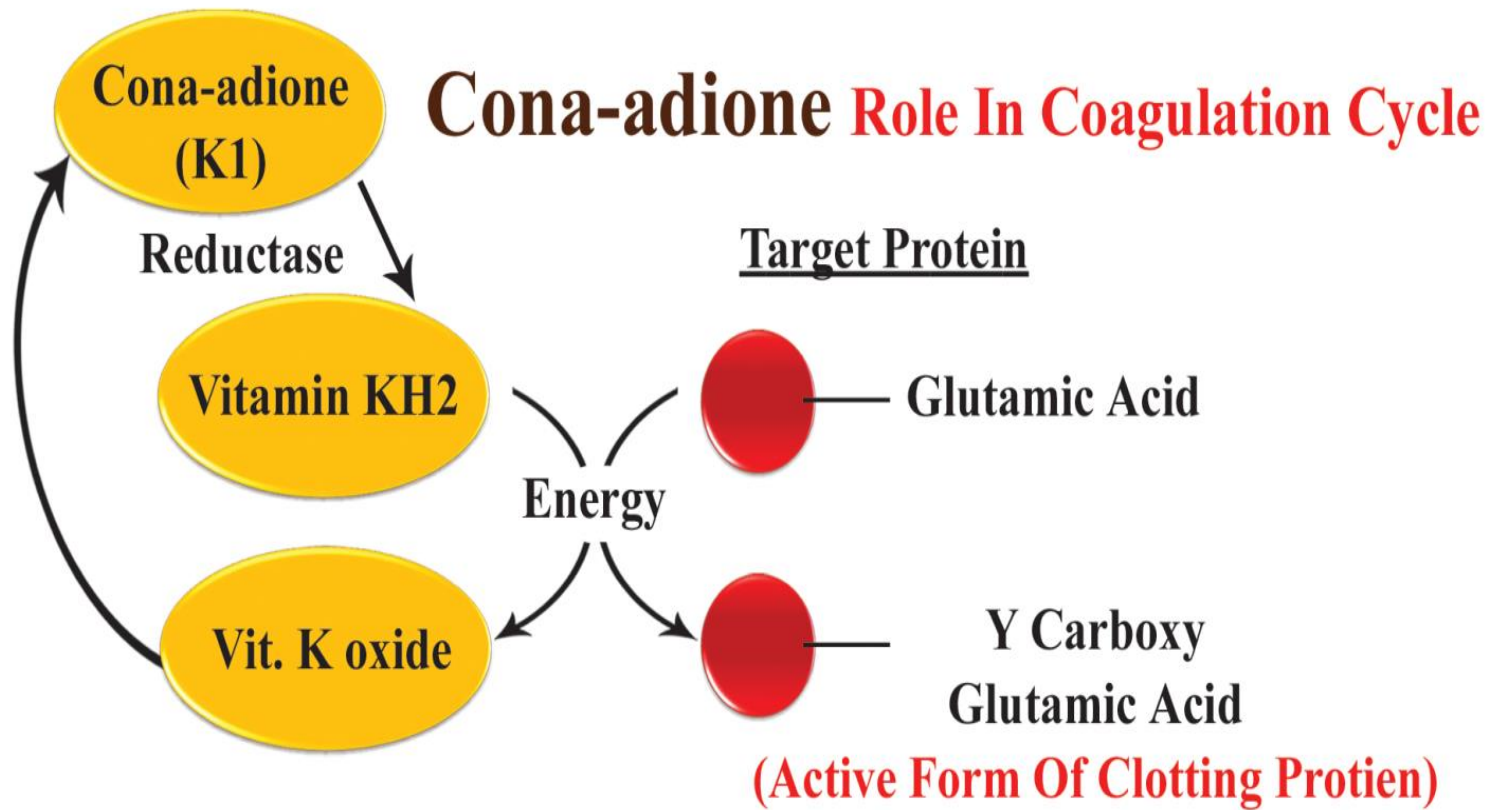 Cona-adione
(K1)
Cona-adione Role In Coagulation Cycle
Reductase
Target Protein
Vitamin KH2
Glutamic Acid
Energy
Vit. K oxide
Y Carboxy
Glutamic Acid
(Active Form Of Clotting Protien)